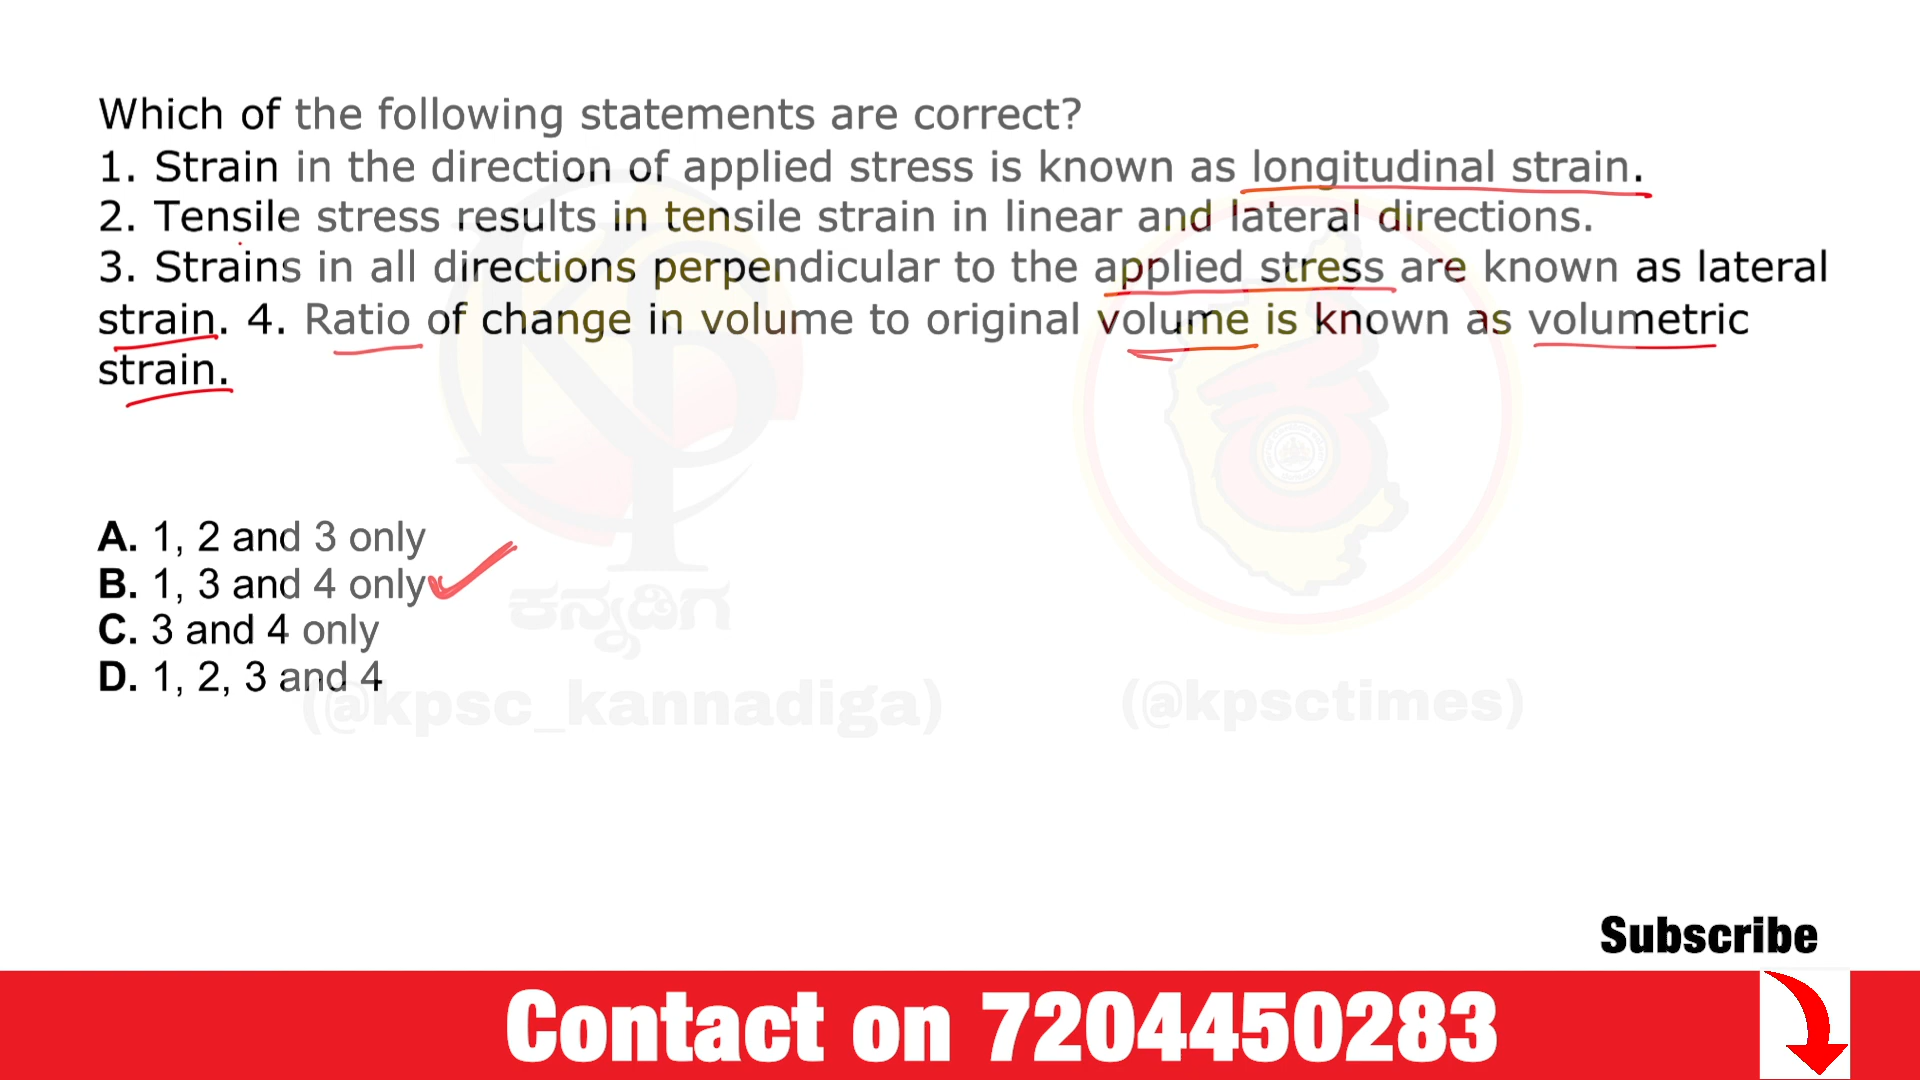 Which of the following statements are correct?
1. Strain in the direction of applied stress is known as longitudinal strain.
2. Tensile stress results in tensile strain in linear and lateral directions.
3. Strains in all directions perpendicular to the applied stress are known as lateral
strain. 4. Ratio of change in volume to original volume is known as volumetric
strain.
A. 1, 2 and 3 only
B. 1, 3 and 4 only
C. 3 and 4 only
D. 1, 2, 3 and 4
KP
ಕನ್ನಡಿಗ
(@kpsc_kannadiga)
(@kpsctimes)
Subscribe
Contact on 7204450283